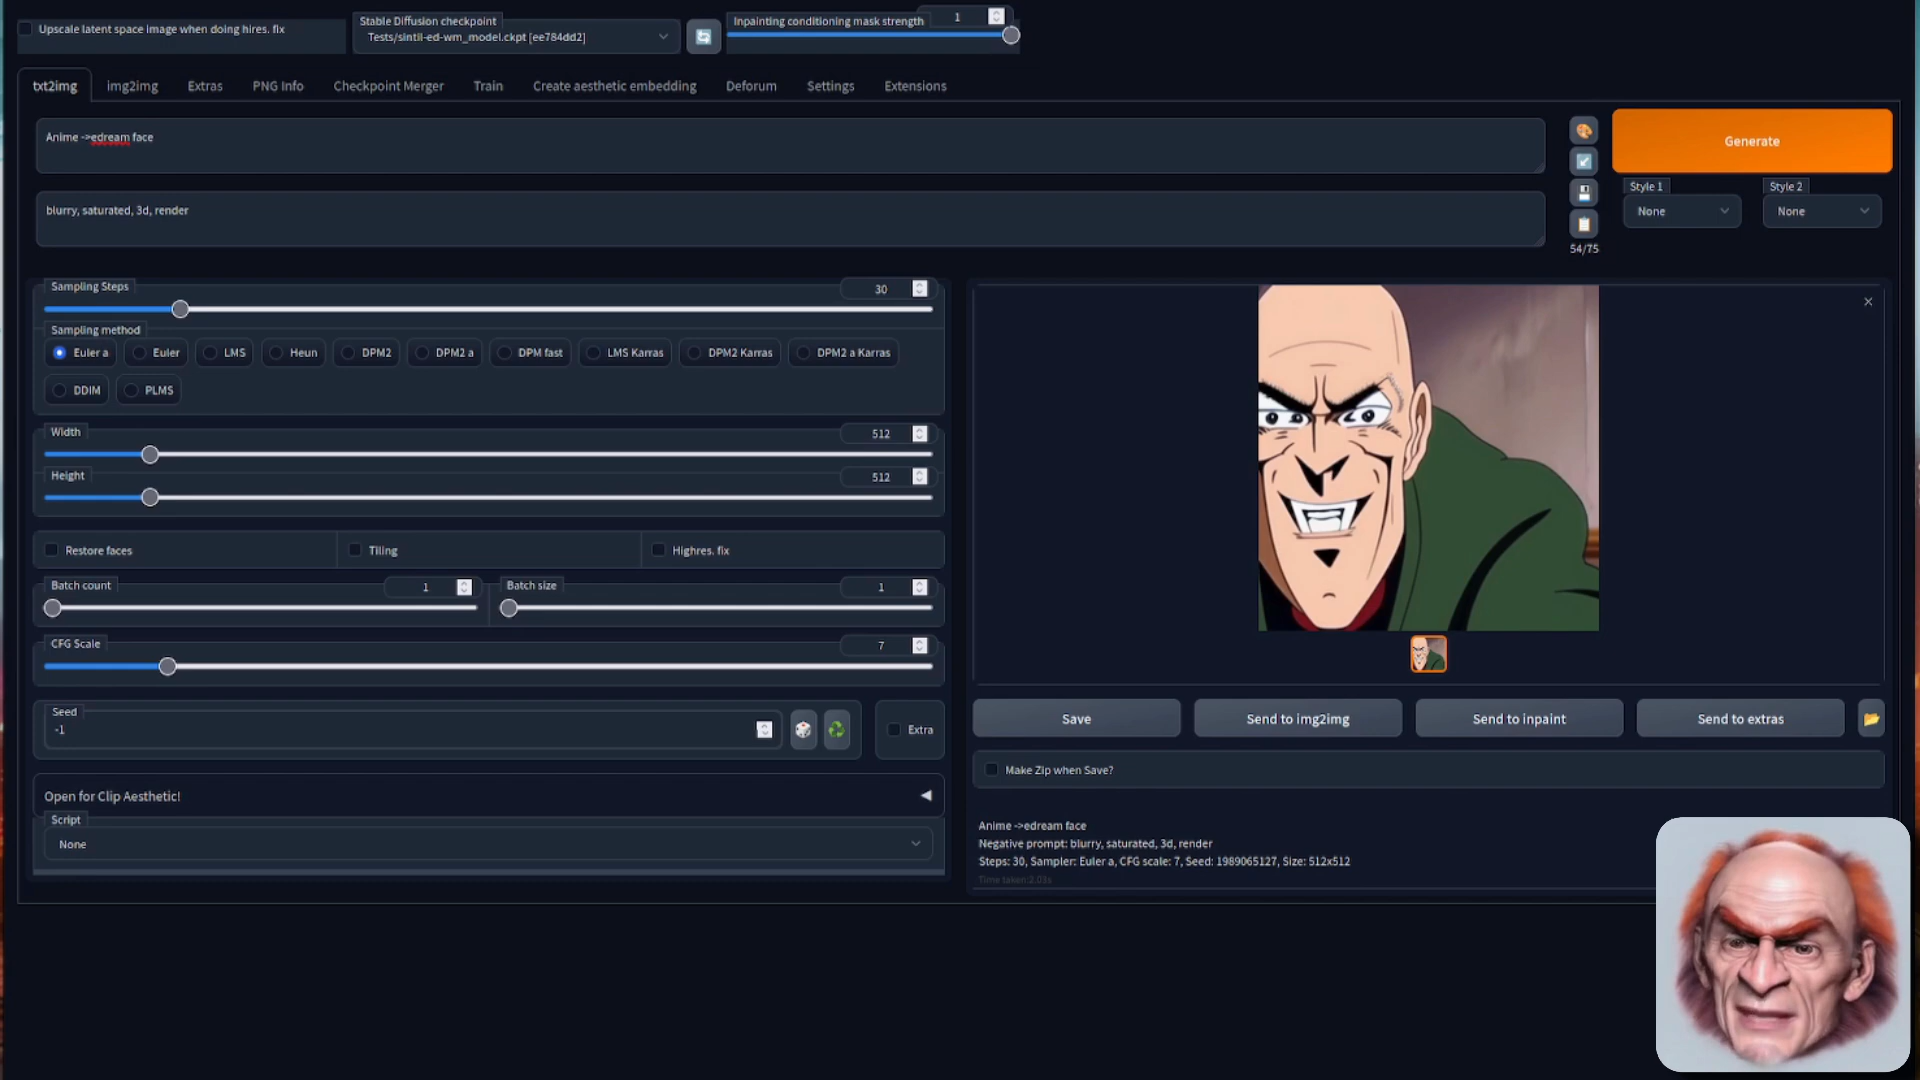 Upscale latent space image when doing hires. fix
Stable Diffusion checkpoint
Tests/sintil-ed-wm_model.ckpt [ee784dd2]
Inpainting conditioning mask strength
1
txt2img
img2img
Extras
PNG Info
Checkpoint Merger
Train
Create aesthetic embedding
Deforum
Settings
Extensions
Anime ->edream face
Generate
blurry, saturated, 3d, render
Style 1
None
Style 2
None
54/75
Sampling Steps
30
Sampling method
Euler a
Euler
LMS
Heun
DPM2
DPM2 a
DPM fast
LMS Karras
DPM2 Karras
DPM2 a Karras
DDIM
PLMS
Width
512
Height
512
Restore faces
Tiling
Highres. fix
Batch count
1
Batch size
1
CFG Scale
7
Seed
-1
Extra
Open for Clip Aesthetic!
Script
None
Save
Send to img2img
Send to inpaint
Send to extras
Make Zip when Save?
Anime ->edream face
Negative prompt: blurry, saturated, 3d, render
Steps: 30, Sampler: Euler a, CFG scale: 7, Seed: 1989065127, Size: 512x512
Time taken:2.03s